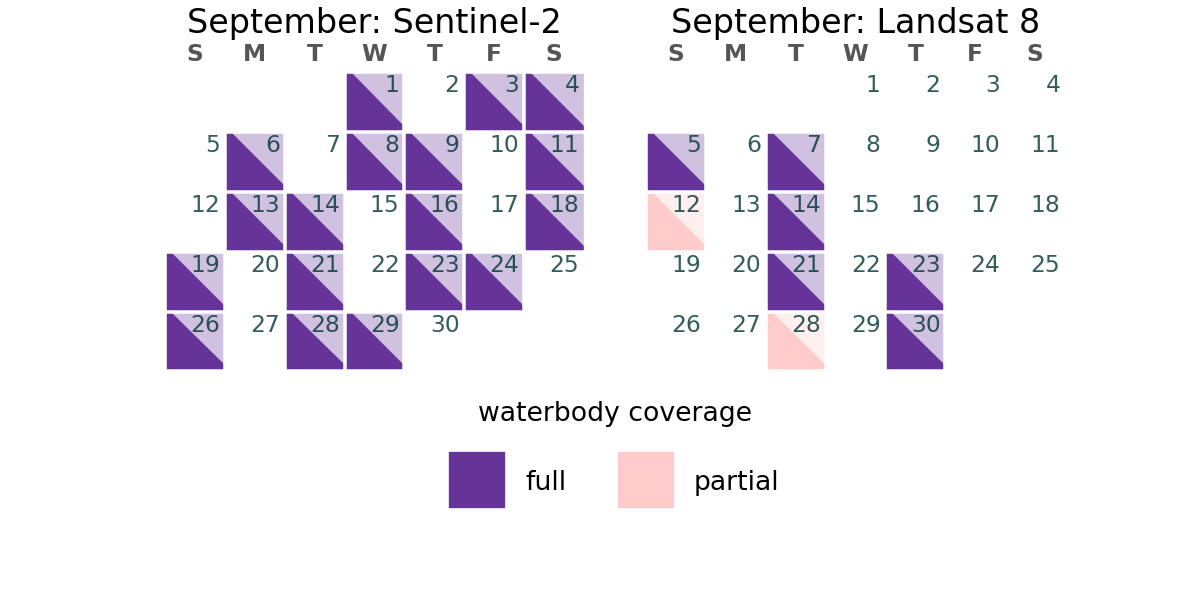 September: Sentinel-2
S M T W T F S
1 2 3 4
5 6 7 8 9 10 11
12 13 14 15 16 17 18
19 20 21 22 23 24 25
26 27 28 29 30
September: Landsat 8
S M T W T F S
1 2 3 4
5 6 7 8 9 10 11
12 13 14 15 16 17 18
19 20 21 22 23 24 25
26 27 28 29 30
waterbody coverage
full partial